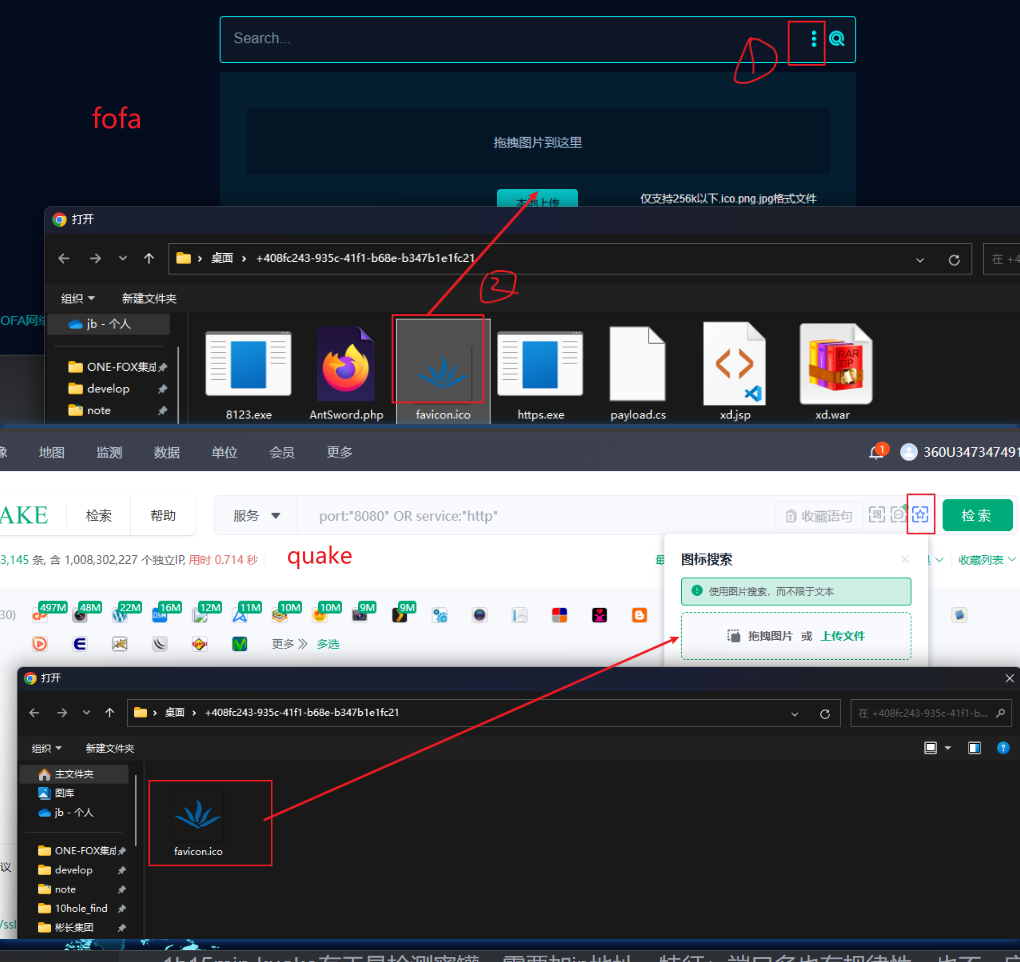 Search...
1
fofa
拖拽图片到这里
本地上传
仅支持256k以下.ico.png.jpg格式文件
打开
桌面 +408fc243-935c-41f1-b68e-b347b1e1fc21
在 +4
组织 新建文件夹
2
OFA网络
jb - 个人
ONE-FOX集成
develop
note
8123.exe AntSword.php favicon.ico https.exe payload.cs xd.jsp xd.war
像 地图 监测 数据 单位 会员 更多
1
360U347347491
AKE 检索 帮助
服务 port:"8080" OR service:"http"
收藏语句
检索
3,145 条, 含 1,008,302,227 个独立IP, 用时 0.714 秒
quake
图标搜索
收藏列表
使用图片搜索，而不限于文本
拖拽图片 或 上传文件
30) 497M 48M 22M 16M 12M 11M 10M 10M 9M 9M
更多 多选
打开
桌面 +408fc243-935c-41f1-b68e-b347b1e1fc21
在 +408fc243-935c-41f1-b...
组织 新建文件夹
主文件夹
图库
jb - 个人
ONE-FOX集成
develop
note
10hole_find
彬长集团
favicon.ico
议
/ssl